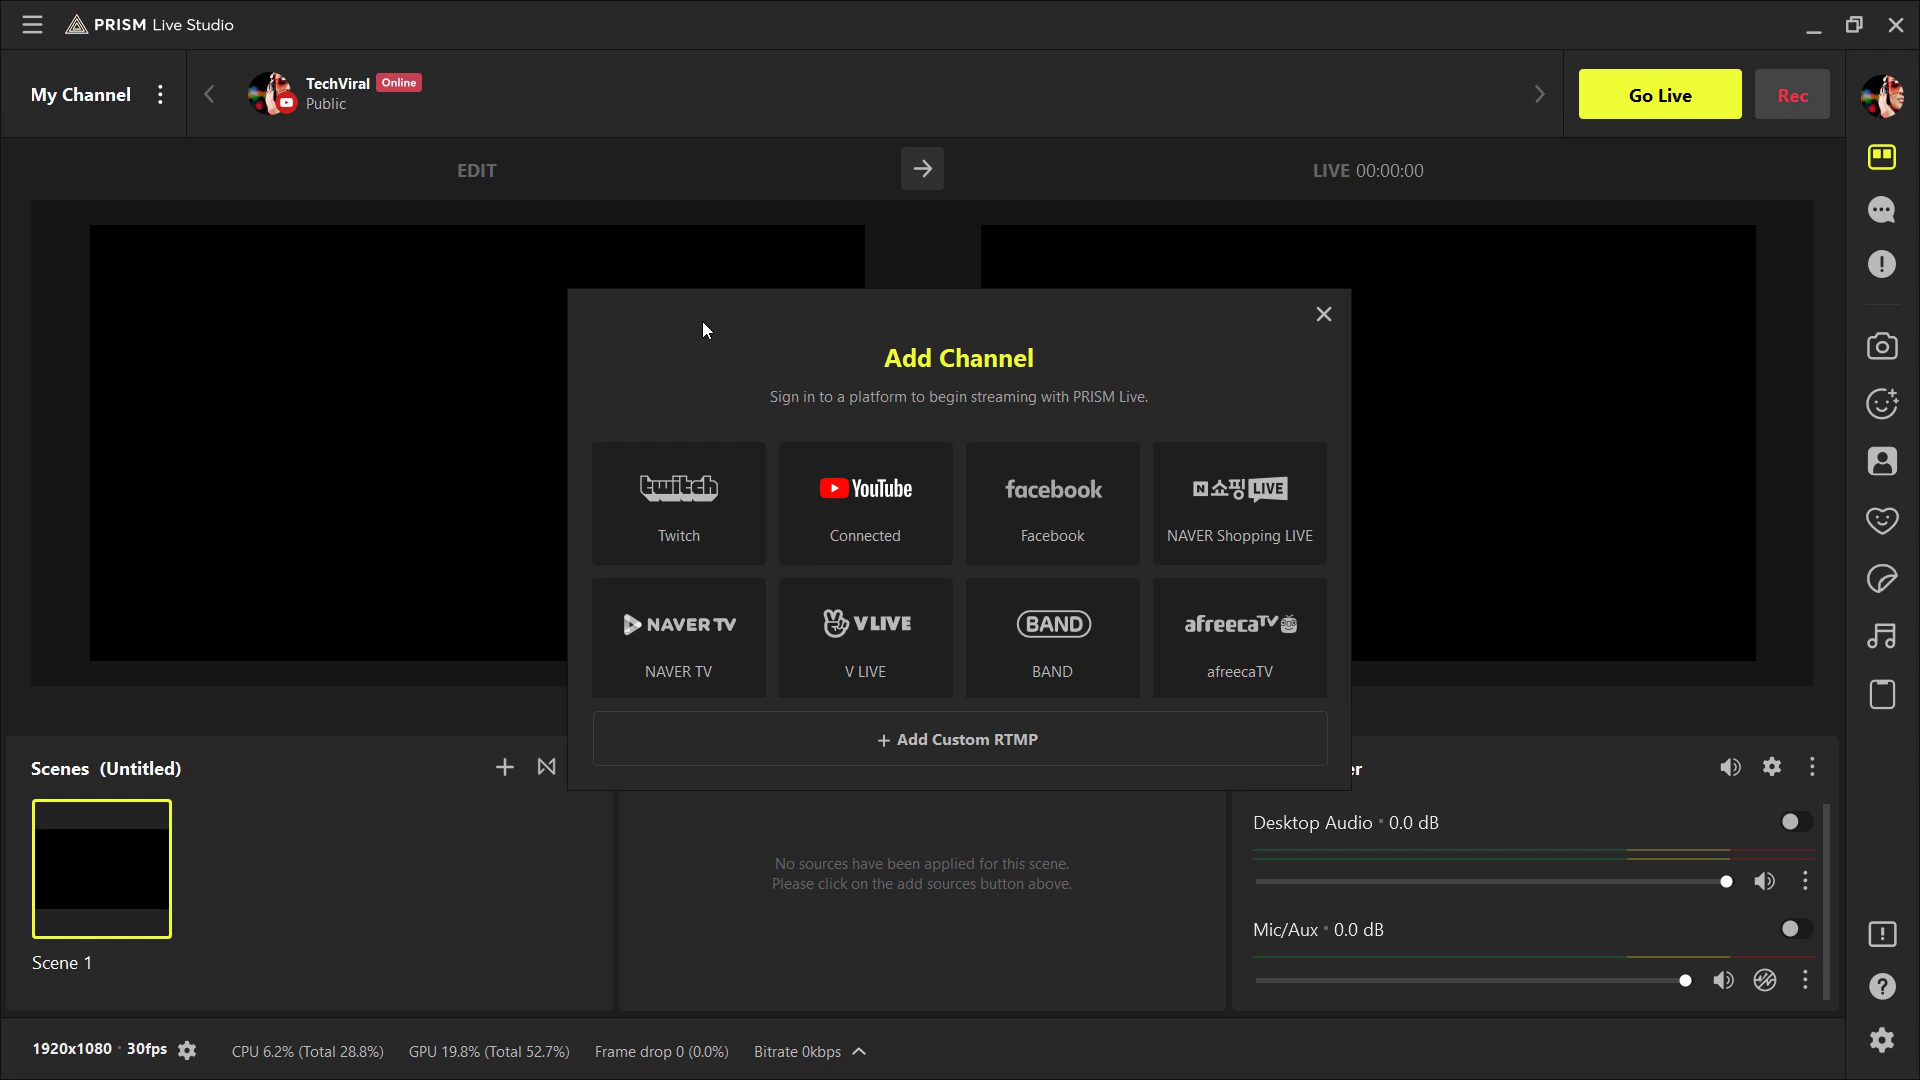 PRISM Live Studio
My Channel
TechViral Online
Public
Go Live
Rec
EDIT
LIVE 00:00:00
Add Channel
Sign in to a platform to begin streaming with PRISM Live.
twitch
Twitch
YouTube
Connected
facebook
Facebook
N쇼핑LIVE
NAVER Shopping LIVE
NAVER TV
NAVER TV
V LIVE
V LIVE
BAND
BAND
afreecaTV
afreecaTV
+ Add Custom RTMP
Scenes (Untitled)
er
Scene 1
No sources have been applied for this scene.
Please click on the add sources button above.
Desktop Audio • 0.0 dB
Mic/Aux • 0.0 dB
1920x1080 • 30fps
CPU 6.2% (Total 28.8%)
GPU 19.8% (Total 52.7%)
Frame drop 0 (0.0%)
Bitrate 0kbps